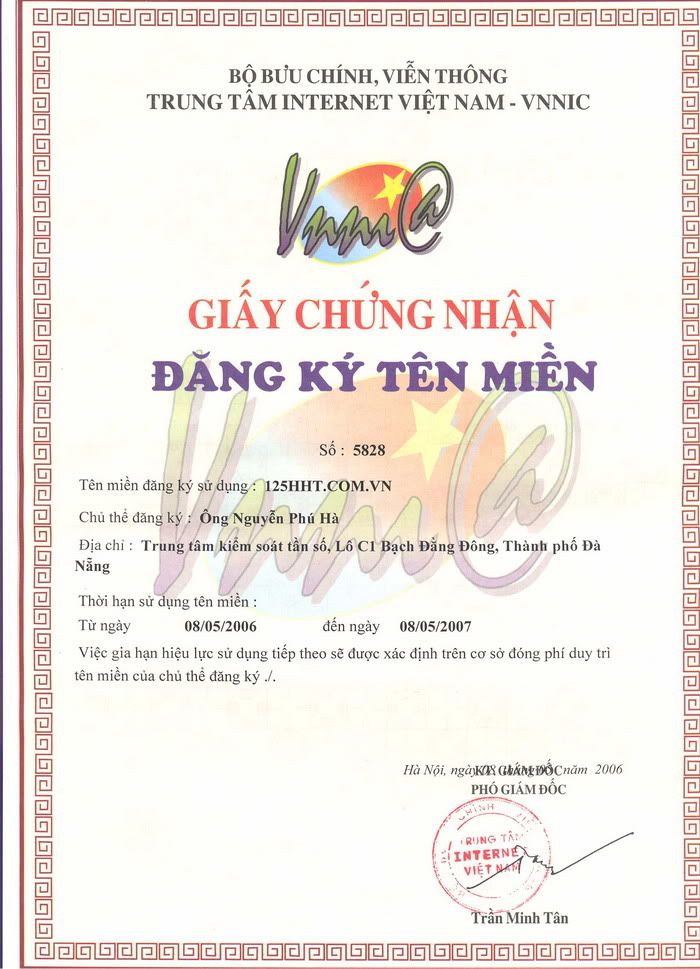 BỘ BƯU CHÍNH, VIỄN THÔNG
TRUNG TÂM INTERNET VIỆT NAM - VNNIC
Vnn@
GIẤY CHỨNG NHẬN
ĐĂNG KÝ TÊN MIỀN
Số : 5828
Tên miền đăng ký sử dụng : 125HHT.COM.VN
Chủ thể đăng ký : Ông Nguyễn Phú Hà
Địa chỉ : Trung tâm kiểm soát tần số, Lô C1 Bạch Đằng Đông, Thành phố Đà
Nẵng
Thời hạn sử dụng tên miền :
Từ ngày 08/05/2006 đến ngày 08/05/2007
Việc gia hạn hiệu lực sử dụng tiếp theo sẽ được xác định trên cơ sở đóng phí duy trì
tên miền của chủ thể đăng ký ./.
Hà Nội, ngày năm 2006
KT. GIÁM ĐỐC
PHÓ GIÁM ĐỐC
TRUNG TÂM
INTERNE
VIỆT NAM
Trần Minh Tân